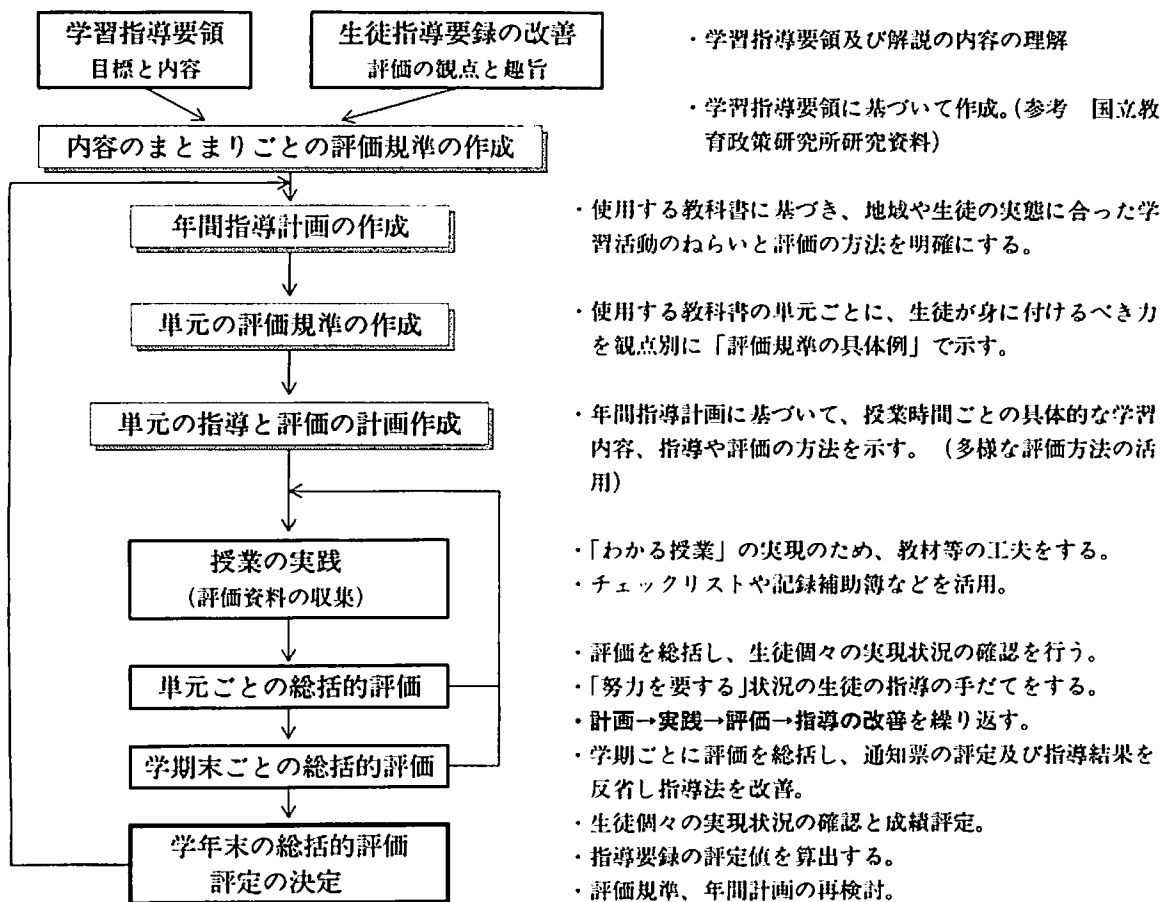 学習指導要領
目標と内容
生徒指導要録の改善
評価の観点と趣旨
・学習指導要領及び解説の内容の理解
内容のまとまりごとの評価規準の作成
・学習指導要領に基づいて作成。(参考　国立教
育政策研究所研究資料)
年間指導計画の作成
・使用する教科書に基づき、地域や生徒の実態に合った学
習活動のねらいと評価の方法を明確にする。
単元の評価規準の作成
・使用する教科書の単元ごとに、生徒が身に付けるべき力
を観点別に「評価規準の具体例」で示す。
単元の指導と評価の計画作成
・年間指導計画に基づいて、授業時間ごとの具体的な学習
内容、指導や評価の方法を示す。（多様な評価方法の活
用）
授業の実践
(評価資料の収集)
・「わかる授業」の実現のため、教材等の工夫をする。
・チェックリストや記録補助簿などを活用。
単元ごとの総括的評価
・評価を総括し、生徒個々の実現状況の確認を行う。
・「努力を要する」状況の生徒の指導の手だてをする。
・計画→実践→評価→指導の改善を繰り返す。
学期末ごとの総括的評価
・学期ごとに評価を総括し、通知票の評定及び指導結果を
反省し指導法を改善。
学年末の総括的評価
評定の決定
・生徒個々の実現状況の確認と成績評定。
・指導要録の評定値を算出する。
・評価規準、年間計画の再検討。